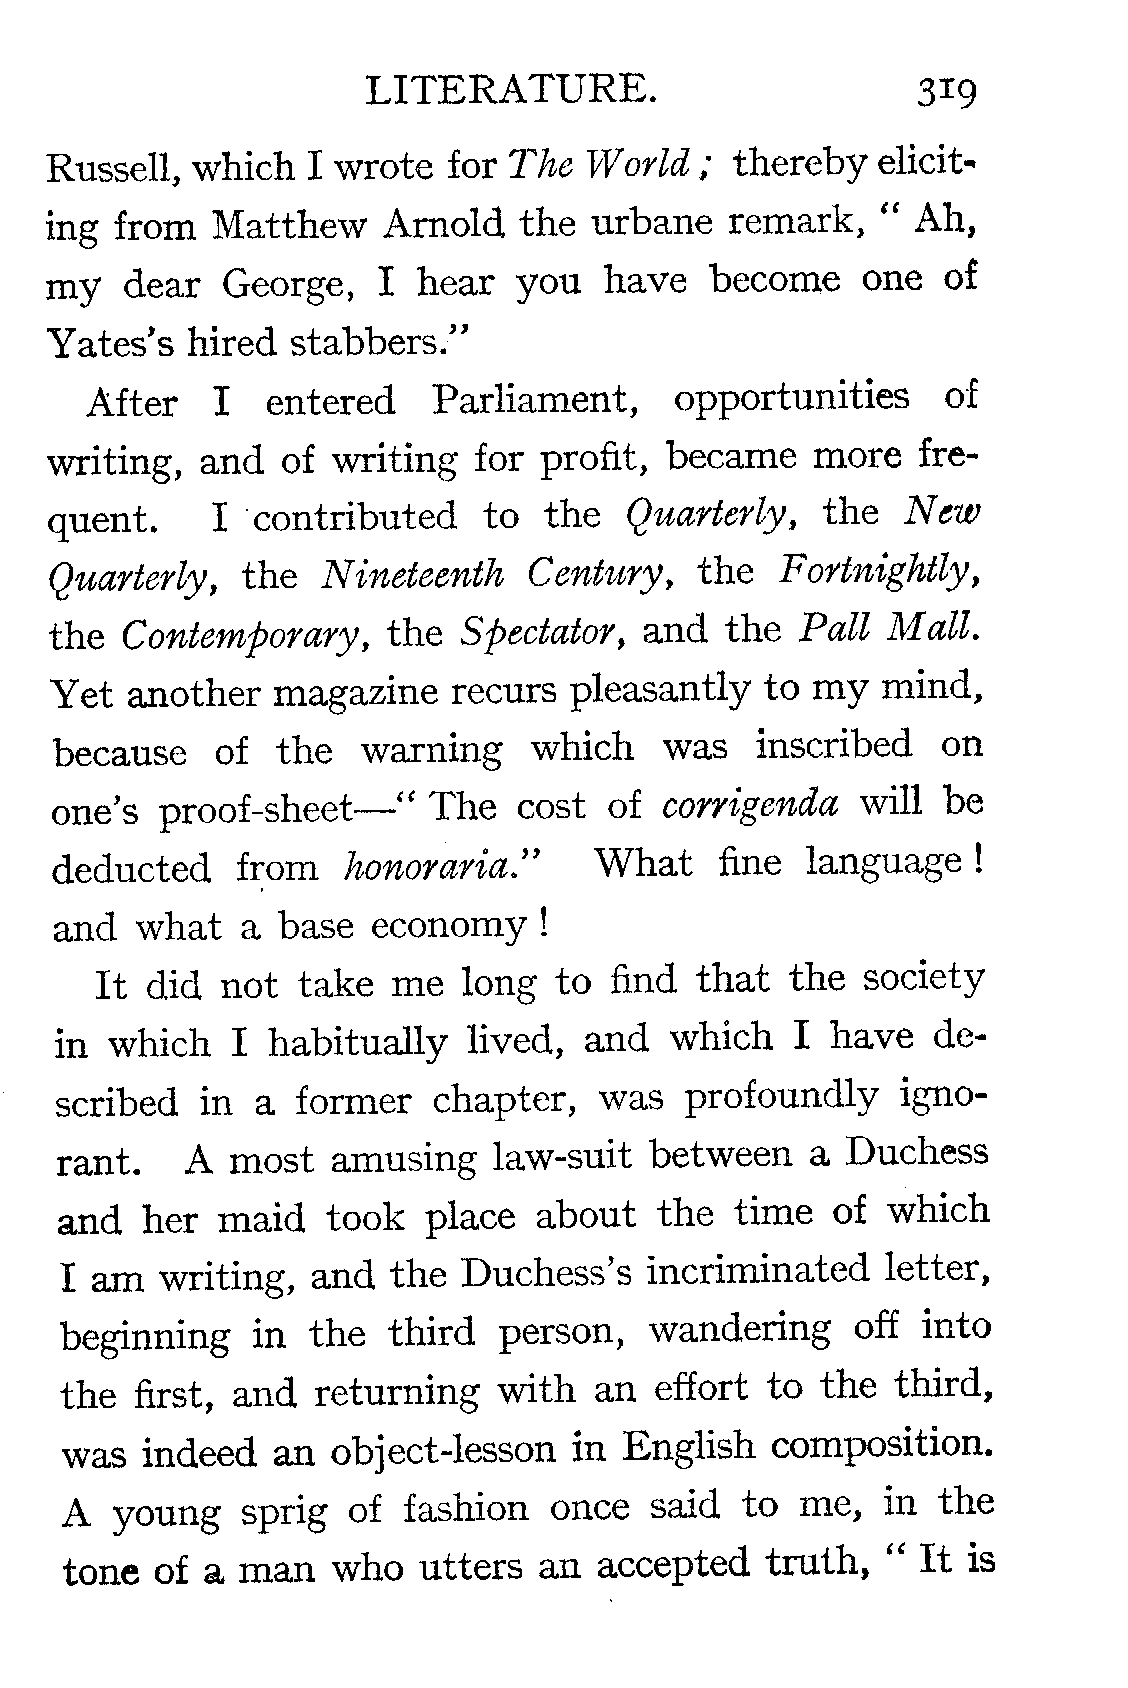 LITERATURE. 319
Russell, which I wrote for The World ; thereby elicit-
ing from Matthew Arnold the urbane remark, “ Ah,
my dear George, I hear you have become one of
Yates's hired stabbers.”
After I entered Parliament, opportunities of
writing, and of writing for profit, became more fre-
quent. I contributed to the Quarterly, the New
Quarterly, the Nineteenth Century, the Fortnightly,
the Contemporary, the Spectator, and the Pall Mall.
Yet another magazine recurs pleasantly to my mind,
because of the warning which was inscribed on
one's proof-sheet—“ The cost of corrigenda will be
deducted from honoraria.” What fine language !
and what a base economy !
It did not take me long to find that the society
in which I habitually lived, and which I have de-
scribed in a former chapter, was profoundly igno-
rant. A most amusing law-suit between a Duchess
and her maid took place about the time of which
I am writing, and the Duchess's incriminated letter,
beginning in the third person, wandering off into
the first, and returning with an effort to the third,
was indeed an object-lesson in English composition.
A young sprig of fashion once said to me, in the
tone of a man who utters an accepted truth, “ It is